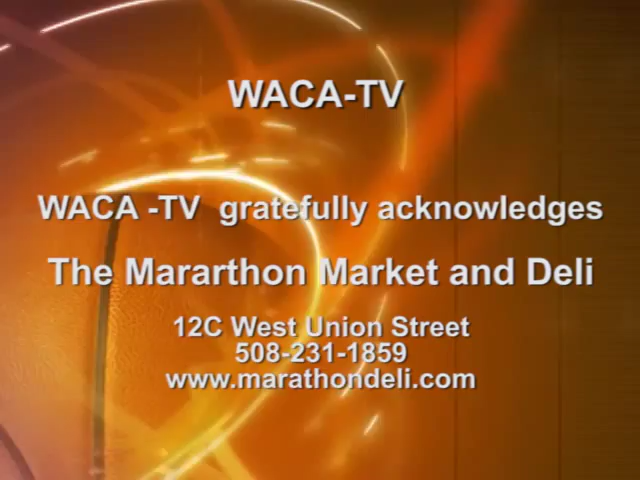 WACA-TV
WACA -TV gratefully acknowledges
The Mararthon Market and Deli
12C West Union Street
508-231-1859
www.marathondeli.com